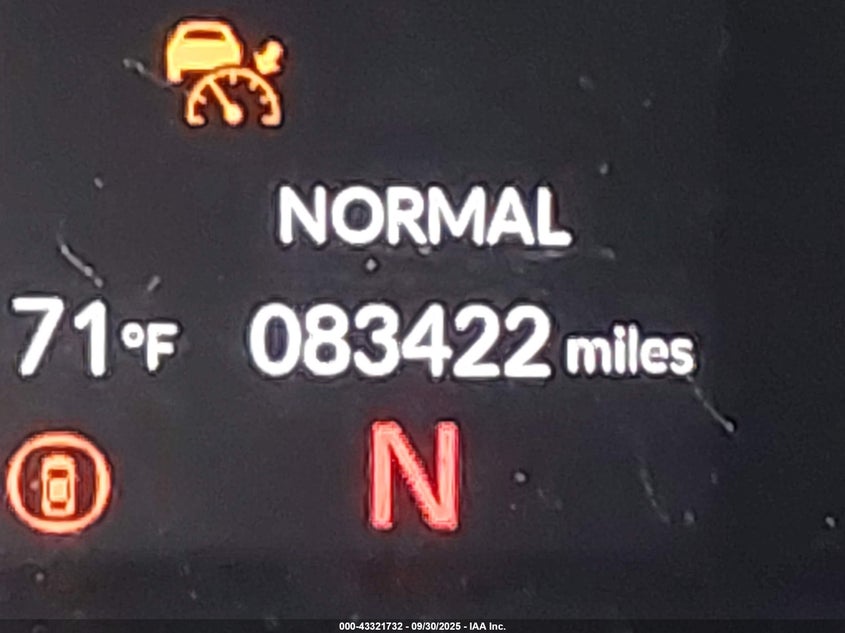 NORMAL
71°F 083422 miles
N
000-43321732 - 09/30/2025 - IAA Inc.